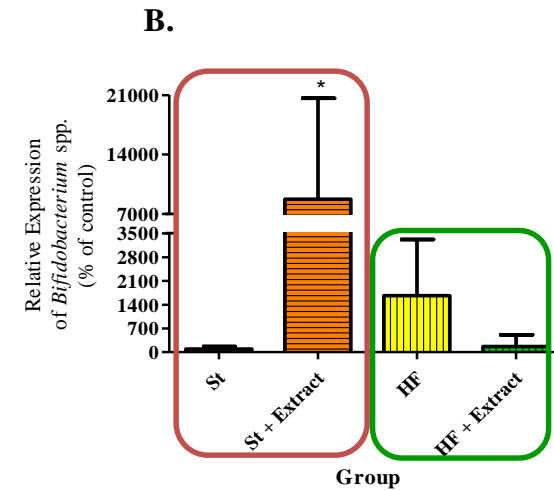 B.
Relative Expression
of Bifidobacterium spp.
(% of control)
21000
14000
7000
3500
2800
2100
1400
700
0
*
St
St + Extract
HF
HF + Extract
Group